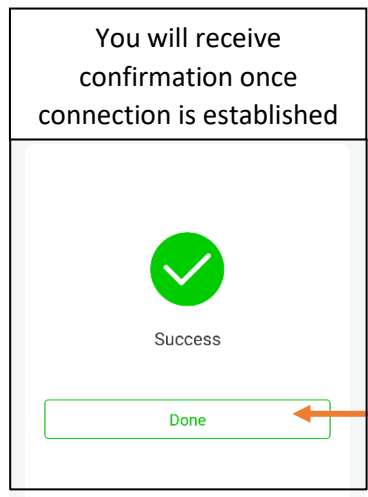 You will receive
confirmation once
connection is established
Success
Done